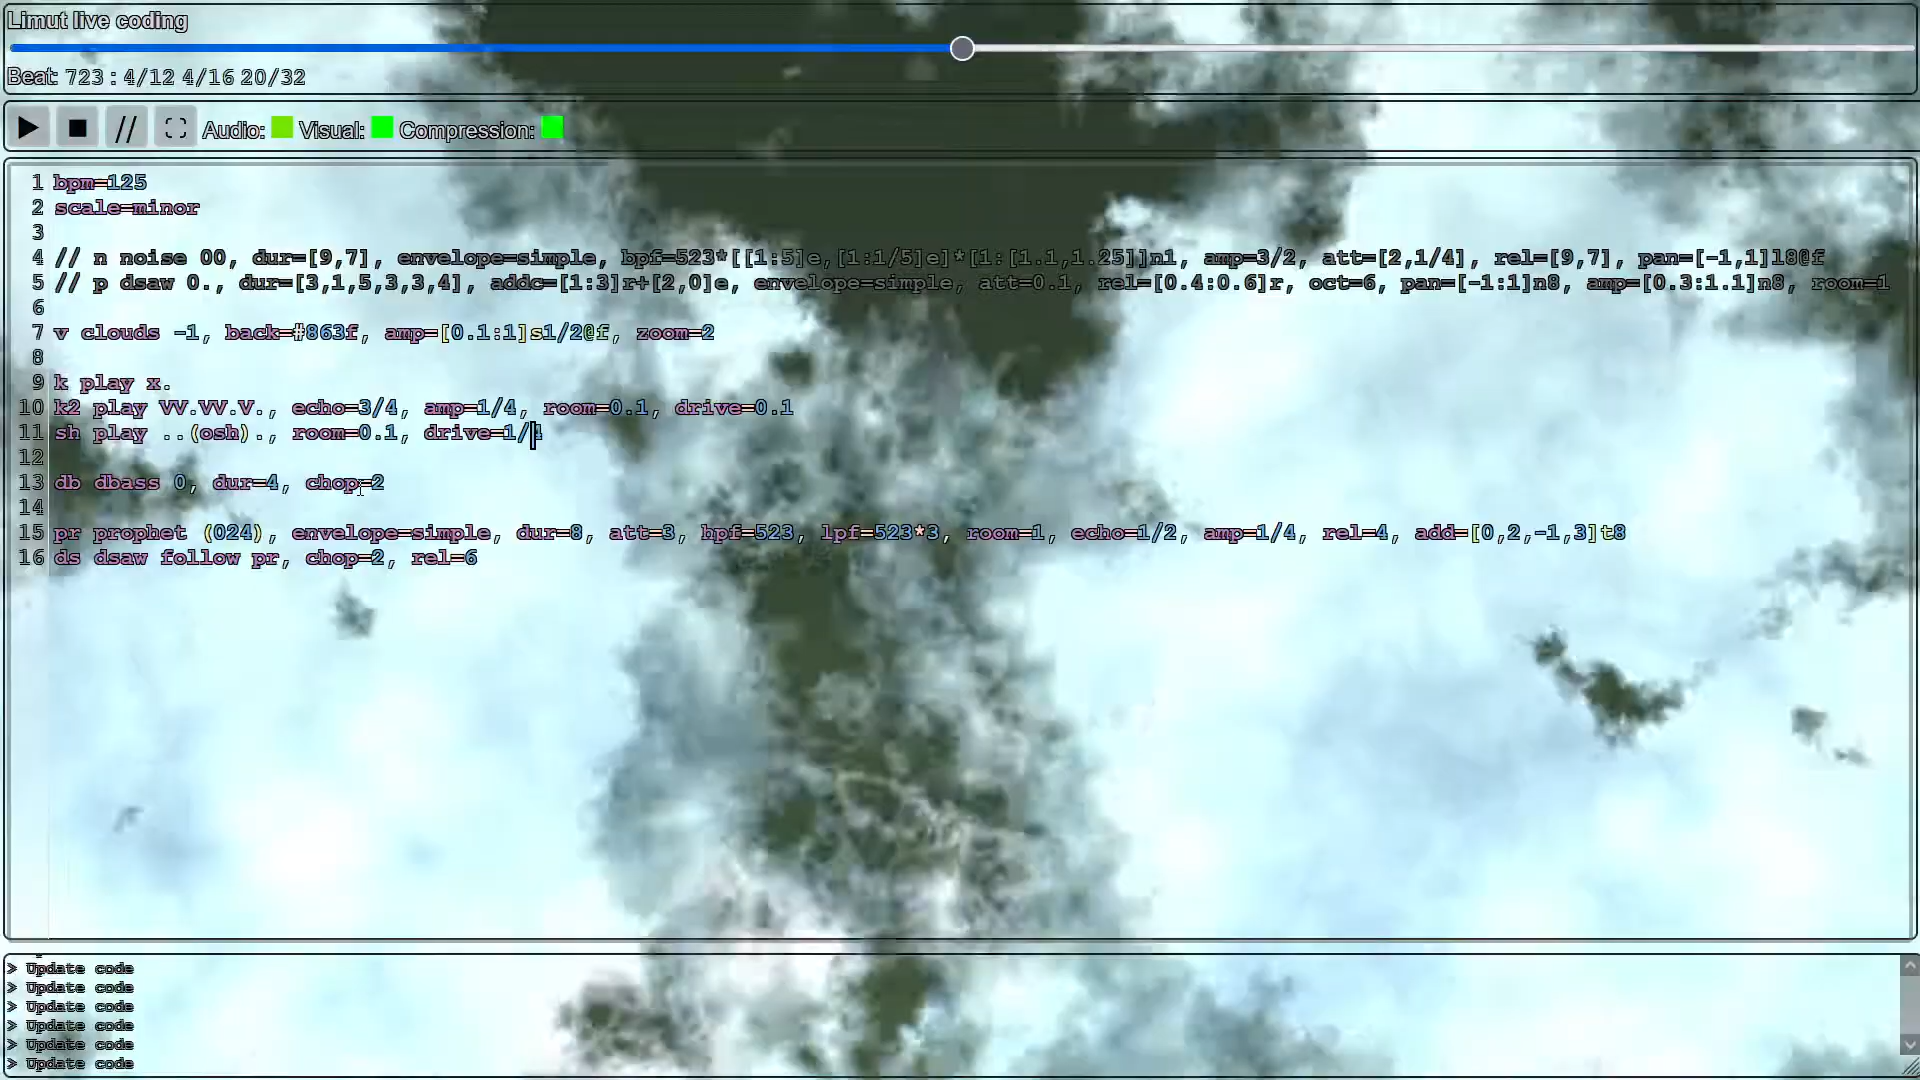 Limut live coding
Beat: 723 : 4/12 4/16 20/32
// Audio: Visual: Compression:
1 bpm=125
2 scale=minor
3
4 // n noise 00, dur=[9,7], envelope=simple, bpf=523*[[1:5]e,[1:1/5]e]*[1:[1.1,1.25]]n1, amp=3/2, att=[2,1/4], rel=[9,7], pan=[-1,1]l8@f
5 // p dsaw 0., dur=[3,1,5,3,3,4], addc=[1:3]r+[2,0]e, envelope=simple, att=0.1, rel=[0.4:0.6]r, oct=6, pan=[-1:1]n8, amp=[0.3:1.1]n8, room=1
6
7 v clouds -1, back=#863f, amp=[0.1:1]s1/2@f, zoom=2
8
9 k play x.
10 k2 play VV.VV.V., echo=3/4, amp=1/4, room=0.1, drive=0.1
11 sh play ..(osh)., room=0.1, drive=1/4
12
13 db dbass 0, dur=4, chop=2
14
15 pr prophet (024), envelope=simple, dur=8, att=3, hpf=523, lpf=523*3, room=1, echo=1/2, amp=1/4, rel=4, add=[0,2,-1,3]t8
16 ds dsaw follow pr, chop=2, rel=6
> Update code
> Update code
> Update code
> Update code
> Update code
> Update code